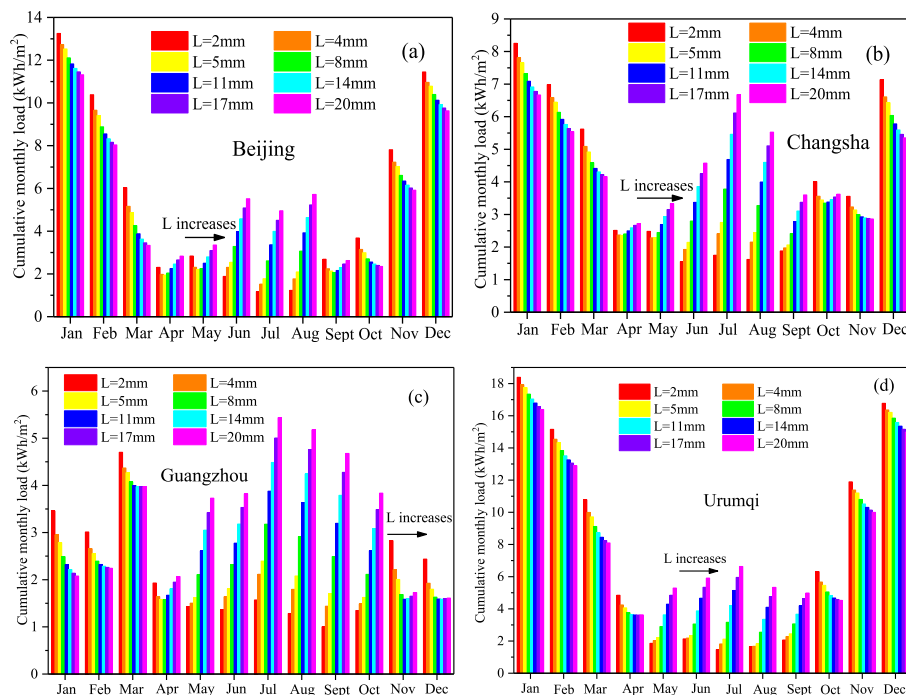 (a)
L=2mm L=4mm
L=5mm L=8mm
L=11mm L=14mm
L=17mm L=20mm
Beijing
L increases
Cumulative monthly load (kWh/m²)
14
12
10
8
6
4
2
0
Jan Feb Mar Apr May Jun Jul Aug Sept Oct Nov Dec
(b)
L=2mm L=4mm
L=5mm L=8mm
L=11mm L=14mm
L=17mm L=20mm
Changsha
L increases
Cumulative monthly load (kWh/m²)
9
8
7
6
5
4
3
2
1
0
Jan Feb Mar Apr May Jun Jul Aug Sept Oct Nov Dec
(c)
L=2mm L=4mm
L=5mm L=8mm
L=11mm L=14mm
L=17mm L=20mm
Guangzhou
L increases
Cumulative monthly load (kWh/m²)
6
5
4
3
2
1
0
Jan Feb Mar Apr May Jun Jul Aug Sept Oct Nov Dec
(d)
L=2mm L=4mm
L=5mm L=8mm
L=11mm L=14mm
L=17mm L=20mm
Urumqi
L increases
Cumulative monthly load (kWh/m²)
18
16
14
12
10
8
6
4
2
0
Jan Feb Mar Apr May Jun Jul Aug Sept Oct Nov Dec